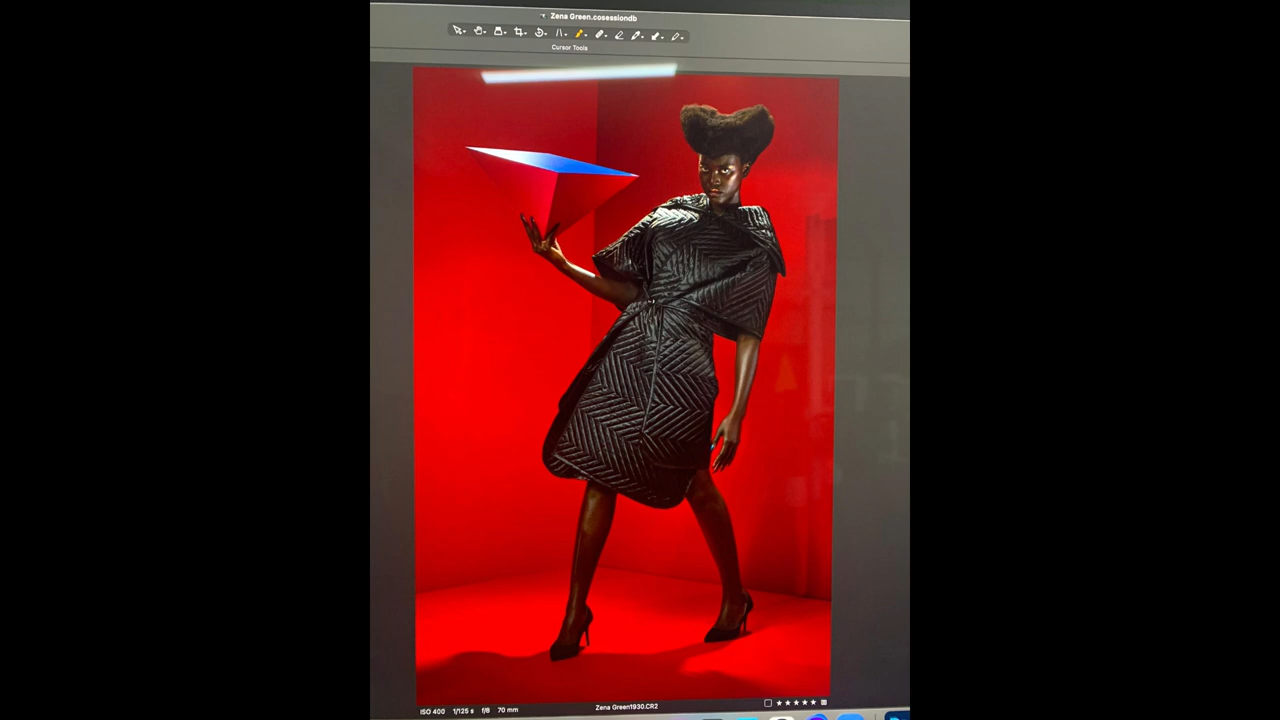 Zena Green.cosessiondb
Cursor Tools
ISO 400 1/125 s f/8 70 mm
Zena Green1930.CR2